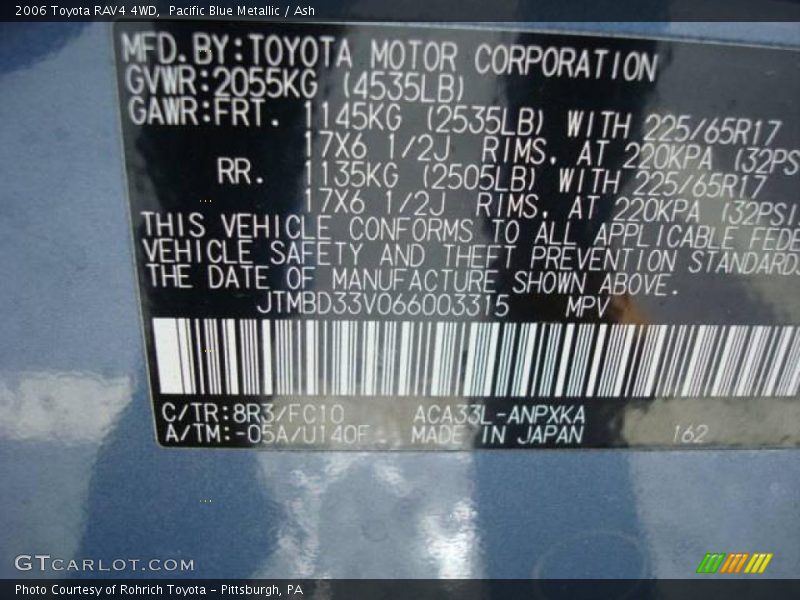 2006 Toyota RAV4 4WD, Pacific Blue Metallic / Ash
MFD.BY:TOYOTA MOTOR CORPORATION
GVWR:2055KG (4535LB)
GAWR:FRT. 1145KG (2535LB) WITH 225/65R17
17X6 1/2J RIMS, AT 220KPA (32PS
RR. 1135KG (2505LB) WITH 225/65R17
17X6 1/2J RIMS, AT 220KPA (32PSI
THIS VEHICLE CONFORMS TO ALL APPLICABLE FEDE
VEHICLE SAFETY AND THEFT PREVENTION STANDARDS
THE DATE OF MANUFACTURE SHOWN ABOVE.
JTMBD33V066003315 MPV
C/TR:8R3/FC10 ACA33L-ANPXKA
A/TM:-05A/U140F MADE IN JAPAN 162
GTCARLOT.COM
Photo Courtesy of Rohrich Toyota - Pittsburgh, PA